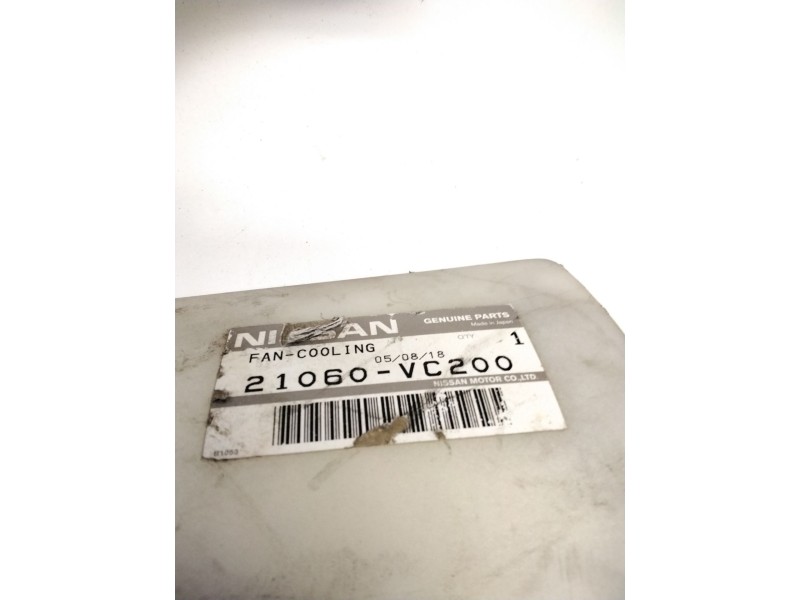 NISSAN GENUINE PARTS
Made in Japan
FAN-COOLING QTY 1
05/08/18
21060-VC200
NISSAN MOTOR CO.,LTD.